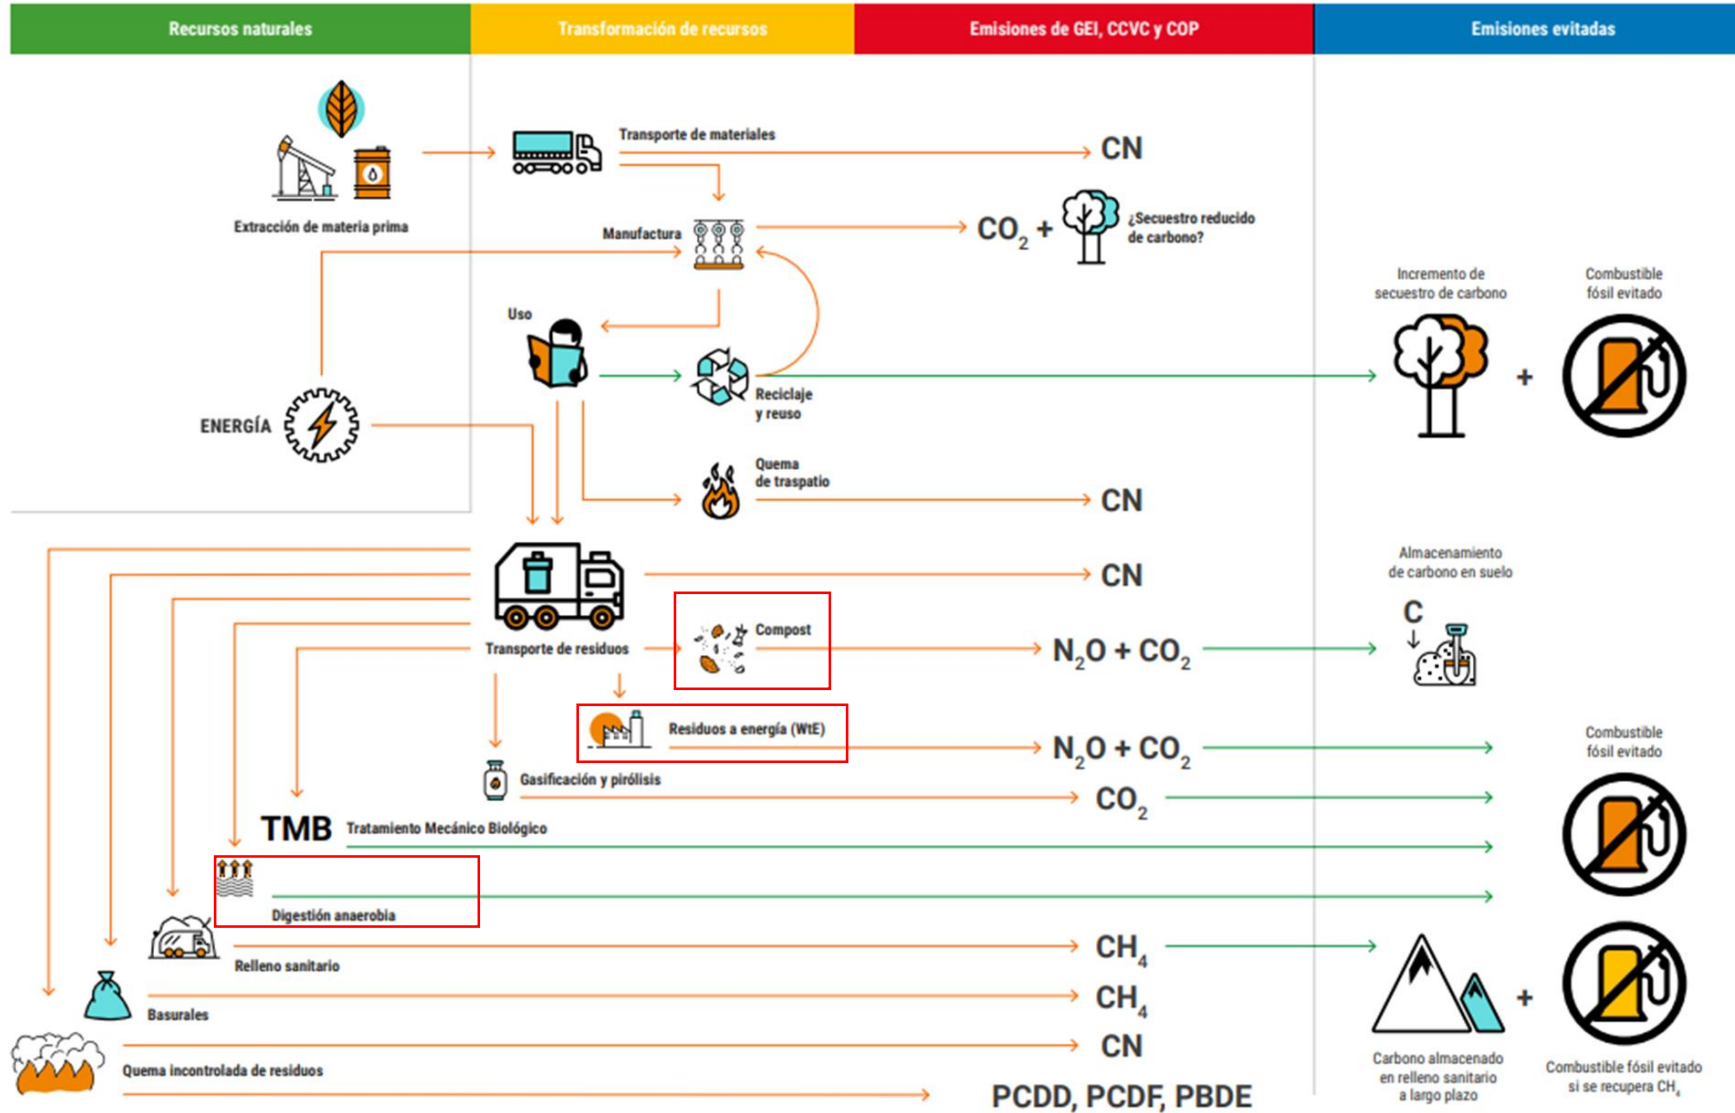 Recursos naturales
Transformación de recursos
Emisiones de GEI, CCVC y COP
Emisiones evitadas
Transporte de materiales
CN
Extracción de materia prima
Manufactura
CO₂ +
¿Secuestro reducido
de carbono?
Incremento de
secuestro de carbono
Combustible
fósil evitado
Uso
+
Reciclaje
y reuso
ENERGÍA
Quema
de traspatio
CN
CN
Almacenamiento
de carbono en suelo
C
Transporte de residuos
Compost
N₂O + CO₂
Residuos a energía (WtE)
N₂O + CO₂
Combustible
fósil evitado
Gasificación y pirólisis
CO₂
TMB
Tratamiento Mecánico Biológico
Digestión anaerobia
Relleno sanitario
CH₄
Basurales
CH₄
+
Quema incontrolada de residuos
CN
PCDD, PCDF, PBDE
Carbono almacenado
en relleno sanitario
a largo plazo
Combustible fósil evitado
si se recupera CH₄